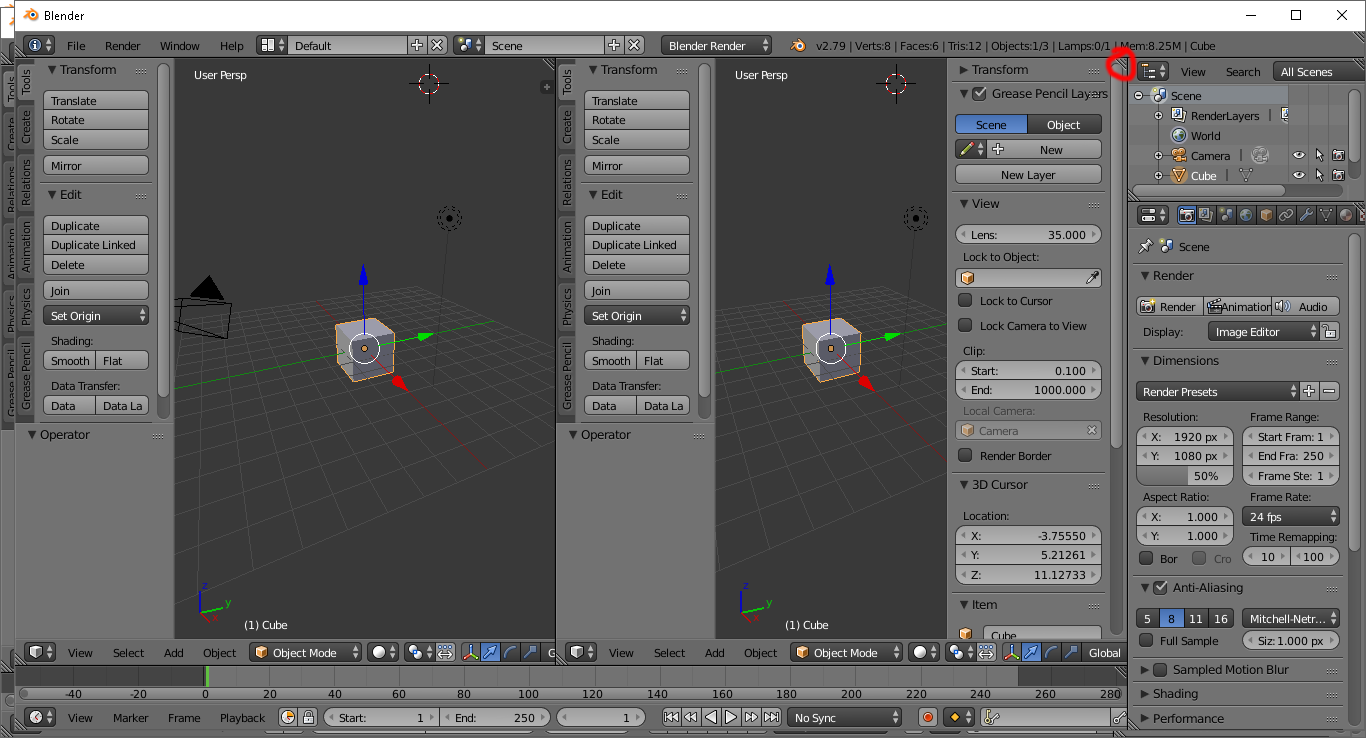 Blender
File Render Window Help Default Scene Blender Render v2.79 | Verts:8 | Faces:6 | Tris:12 | Objects:1/3 | Lamps:0/1 | Mem:8.25M | Cube
Tools
Create
Relations
Animation
Physics
Grease Pencil
Transform
Translate
Rotate
Scale
Mirror
Edit
Duplicate
Duplicate Linked
Delete
Join
Set Origin
Shading:
Smooth Flat
Data Transfer:
Data Data La
Operator
User Persp
z
y
x
(1) Cube
View Select Add Object Object Mode G
Tools
Create
Relations
Animation
Physics
Grease Pencil
Transform
Translate
Rotate
Scale
Mirror
Edit
Duplicate
Duplicate Linked
Delete
Join
Set Origin
Shading:
Smooth Flat
Data Transfer:
Data Data La
Operator
User Persp
z
y
x
(1) Cube
View Select Add Object Object Mode Global
Transform
Grease Pencil Layers
Scene Object
New
New Layer
View
Lens: 35.000
Lock to Object:
Lock to Cursor
Lock Camera to View
Clip:
Start: 0.100
End: 1000.000
Local Camera:
Camera
Render Border
3D Cursor
Location:
X: -3.75550
Y: 5.21261
Z: 11.12733
Item
Cube
View Search All Scenes
Scene
RenderLayers
World
Camera
Cube
Scene
Render
Render Animation Audio
Display: Image Editor
Dimensions
Render Presets
Resolution: Frame Range:
X: 1920 px Start Fram: 1
Y: 1080 px End Fra: 250
50% Frame Ste: 1
Aspect Ratio: Frame Rate:
X: 1.000 24 fps
Y: 1.000 Time Remapping:
Bor Cro 10 100
Anti-Aliasing
5 8 11 16 Mitchell-Netr...
Full Sample Siz: 1.000 px
Sampled Motion Blur
Shading
Performance
-40 -20 0 20 40 60 80 100 120 140 160 180 200 220 240 260 280
View Marker Frame Playback Start: 1 End: 250 1 No Sync